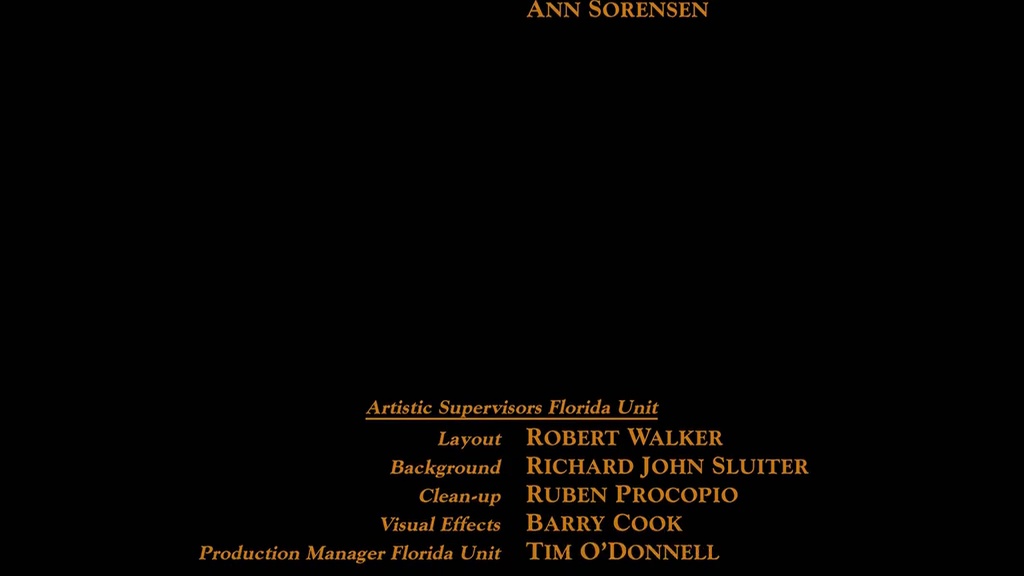 ANN SORENSEN
Artistic Supervisors Florida Unit
Layout ROBERT WALKER
Background RICHARD JOHN SLUITER
Clean-up RUBEN PROCOPIO
Visual Effects BARRY COOK
Production Manager Florida Unit TIM O'DONNELL